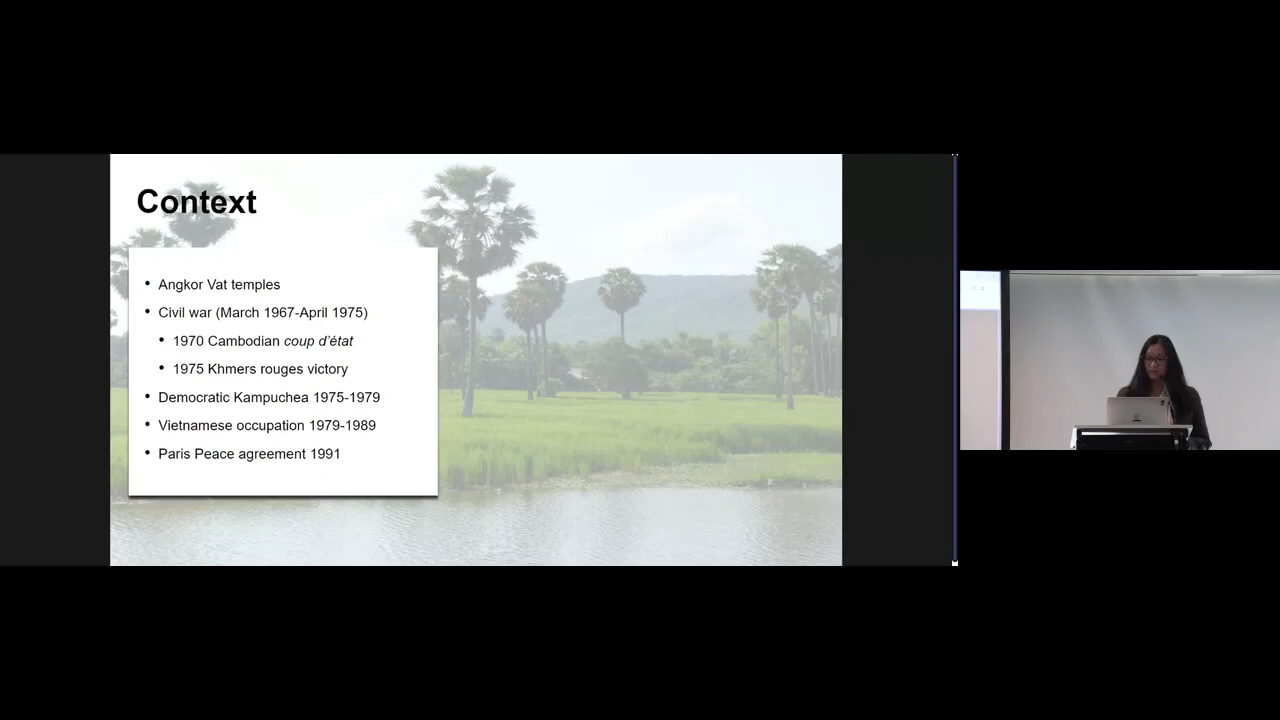 Context
Angkor Vat temples
Civil war (March 1967-April 1975)
1970 Cambodian coup d'état
1975 Khmers rouges victory
Democratic Kampuchea 1975-1979
Vietnamese occupation 1979-1989
Paris Peace agreement 1991